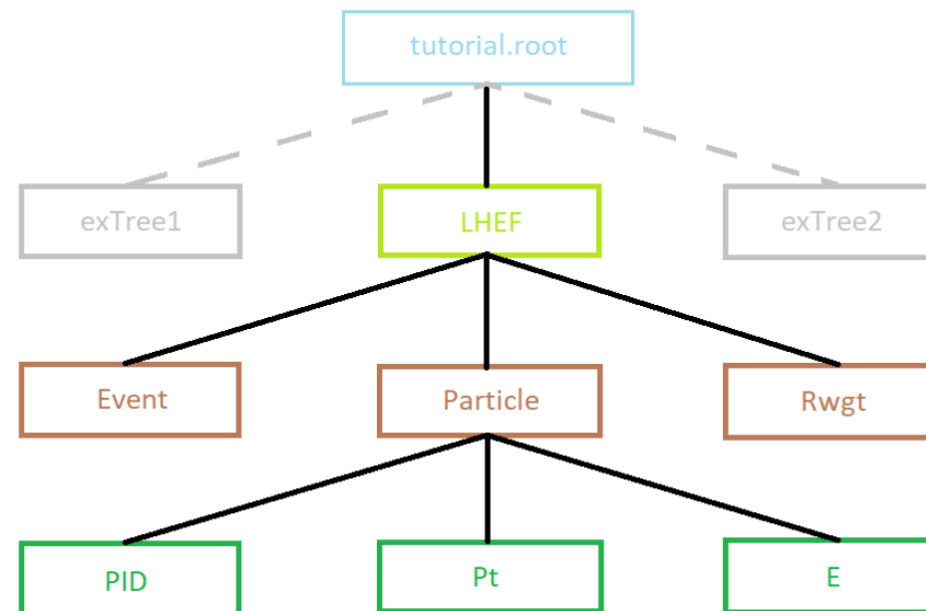 tutorial.root
exTree1
LHEF
exTree2
Event
Particle
Rwgt
PID
Pt
E